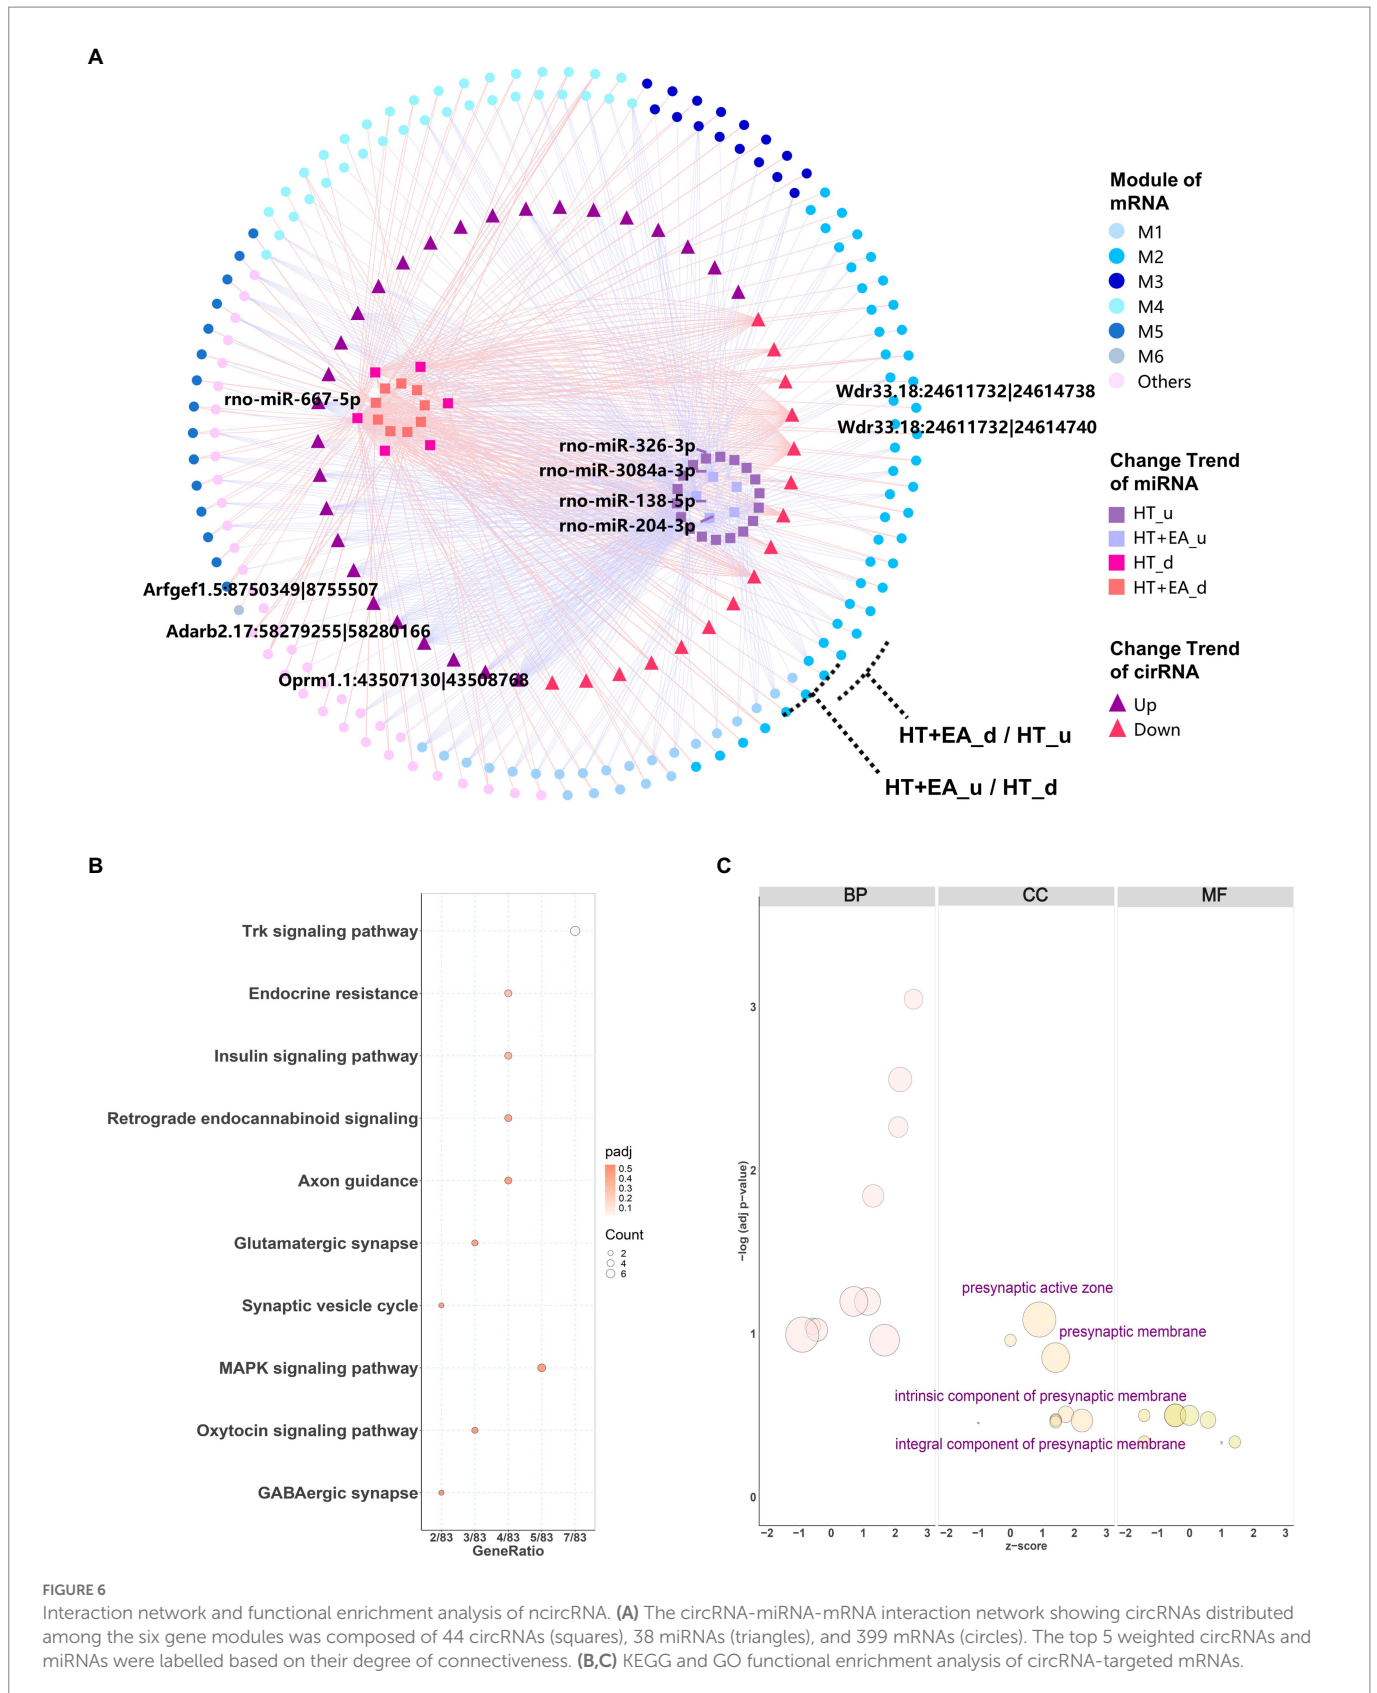 A
Module of
mRNA
M1
M2
M3
M4
M5
M6
Others
Wdr33.18:24611732|24614738
rno-miR-667-5p
Wdr33.18:24611732|24614740
rno-miR-326-3p
rno-miR-3084a-3p
rno-miR-138-5p
rno-miR-204-3p
Change Trend
of miRNA
HT_u
HT+EA_u
HT_d
HT+EA_d
Arfgef1.5:8750349|8755507
Adarb2.17:58279255|58280166
Oprm1.1:43507130|43508768
Change Trend
of cirRNA
Up
Down
HT+EA_d / HT_u
HT+EA_u / HT_d
B
Trk signaling pathway
Endocrine resistance
Insulin signaling pathway
Retrograde endocannabinoid signaling
Axon guidance
Glutamatergic synapse
Synaptic vesicle cycle
MAPK signaling pathway
Oxytocin signaling pathway
GABAergic synapse
2/83 3/83 4/83 5/83 7/83
GeneRatio
padj
0.5
0.4
0.3
0.2
0.1
Count
2
4
6
C
BP CC MF
3
2
1
0
−log (adj p−value)
presynaptic active zone
presynaptic membrane
intrinsic component of presynaptic membrane
integral component of presynaptic membrane
−2 −1 0 1 2 3 −2 −1 0 1 2 3 −2 −1 0 1 2 3
z−score
FIGURE 6
Interaction network and functional enrichment analysis of ncircRNA. (A) The circRNA-miRNA-mRNA interaction network showing circRNAs distributed
among the six gene modules was composed of 44 circRNAs (squares), 38 miRNAs (triangles), and 399 mRNAs (circles). The top 5 weighted circRNAs and
miRNAs were labelled based on their degree of connectiveness. (B,C) KEGG and GO functional enrichment analysis of circRNA-targeted mRNAs.